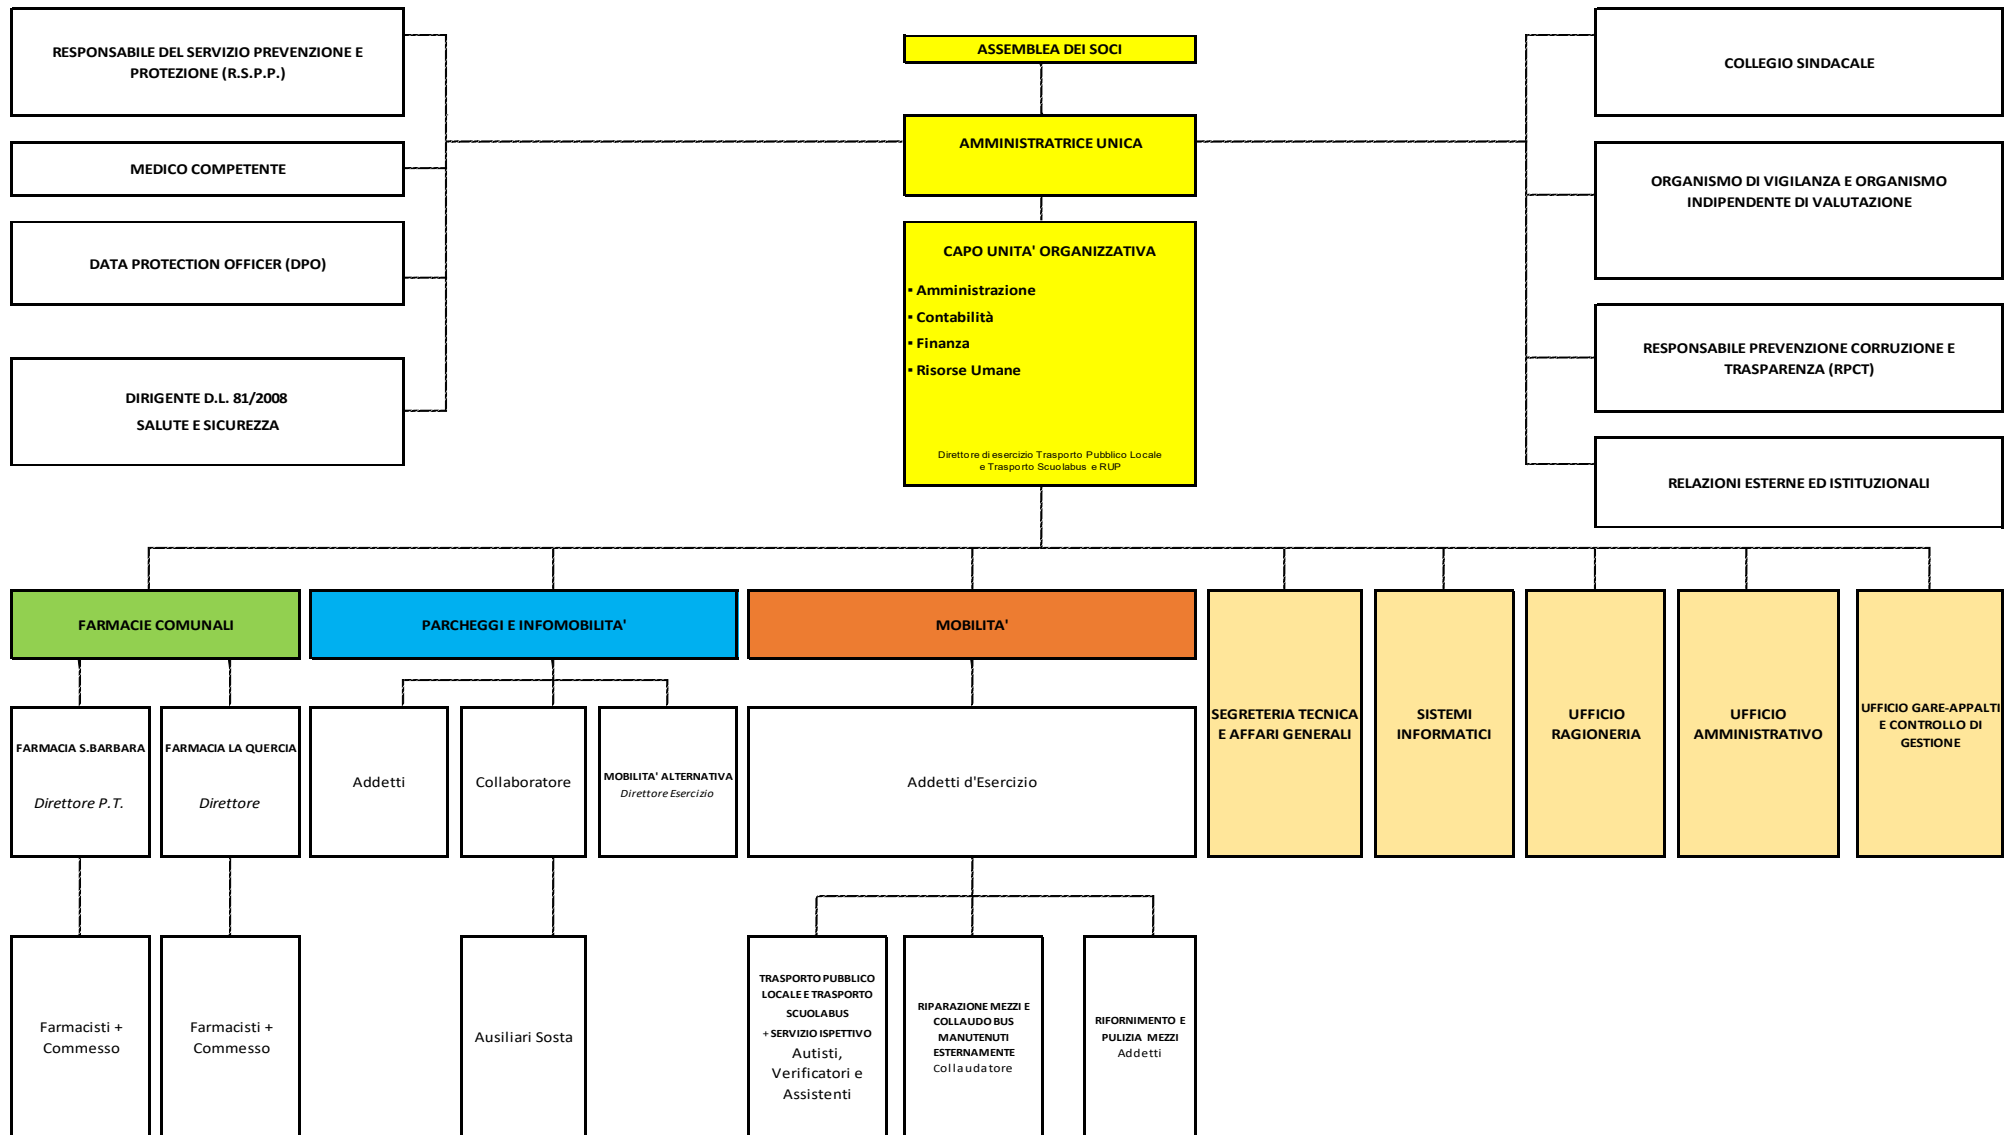 RESPONSABILE DEL SERVIZIO PREVENZIONE E
PROTEZIONE (R.S.P.P.)
MEDICO COMPETENTE
DATA PROTECTION OFFICER (DPO)
DIRIGENTE D.L. 81/2008
SALUTE E SICUREZZA
ASSEMBLEA DEI SOCI
AMMINISTRATRICE UNICA
CAPO UNITA' ORGANIZZATIVA
▪ Amministrazione
▪ Contabilità
▪ Finanza
▪ Risorse Umane
Direttore di esercizio Trasporto Pubblico Locale
e Trasporto Scuolabus e RUP
COLLEGIO SINDACALE
ORGANISMO DI VIGILANZA E ORGANISMO
INDIPENDENTE DI VALUTAZIONE
RESPONSABILE PREVENZIONE CORRUZIONE E
TRASPARENZA (RPCT)
RELAZIONI ESTERNE ED ISTITUZIONALI
FARMACIE COMUNALI
PARCHEGGI E INFOMOBILITA'
MOBILITA'
SEGRETERIA TECNICA
E AFFARI GENERALI
SISTEMI
INFORMATICI
UFFICIO
RAGIONERIA
UFFICIO
AMMINISTRATIVO
UFFICIO GARE-APPALTI
E CONTROLLO DI
GESTIONE
FARMACIA S.BARBARA
Direttore P.T.
FARMACIA LA QUERCIA
Direttore
Addetti
Collaboratore
MOBILITA' ALTERNATIVA
Direttore Esercizio
Addetti d'Esercizio
Farmacisti +
Commesso
Farmacisti +
Commesso
Ausiliari Sosta
TRASPORTO PUBBLICO
LOCALE E TRASPORTO
SCUOLABUS
+ SERVIZIO ISPETTIVO
Autisti,
Verificatori e
Assistenti
RIPARAZIONE MEZZI E
COLLAUDO BUS
MANUTENUTI
ESTERNAMENTE
Collaudatore
RIFORNIMENTO E
PULIZIA MEZZI
Addetti